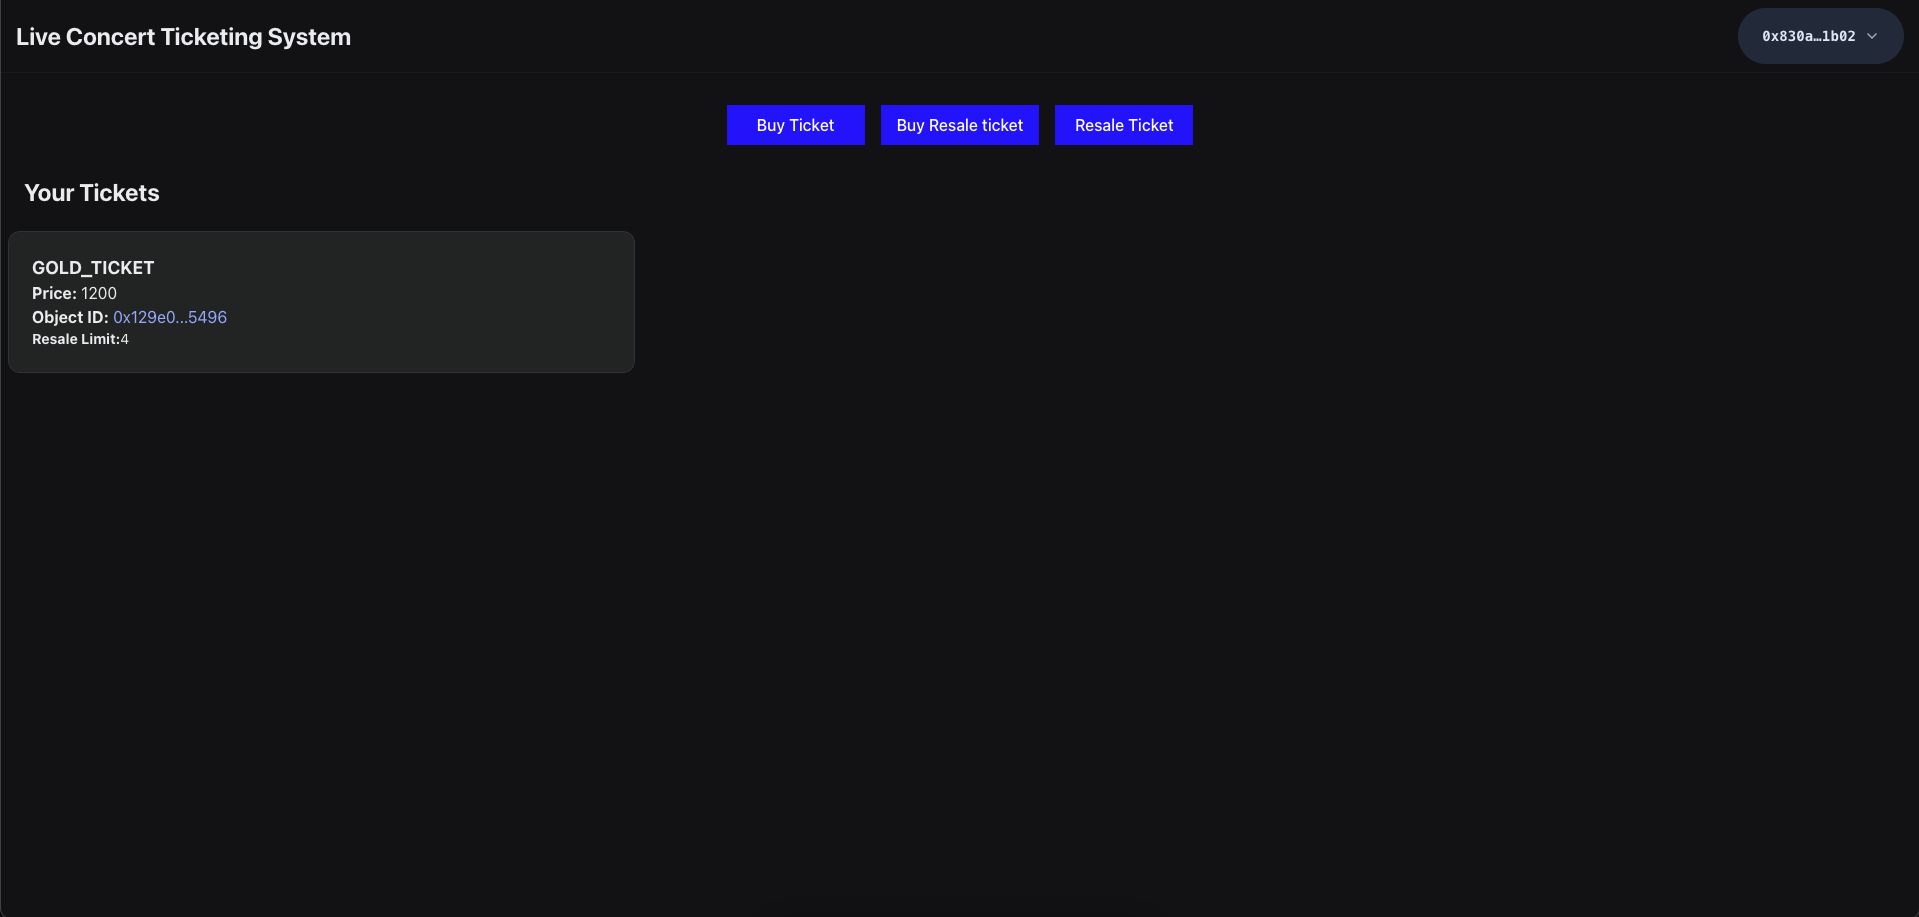 Live Concert Ticketing System
0x830a…1b02
Buy Ticket
Buy Resale ticket
Resale Ticket
Your Tickets
GOLD_TICKET
Price: 1200
Object ID: 0x129e0...5496
Resale Limit:4